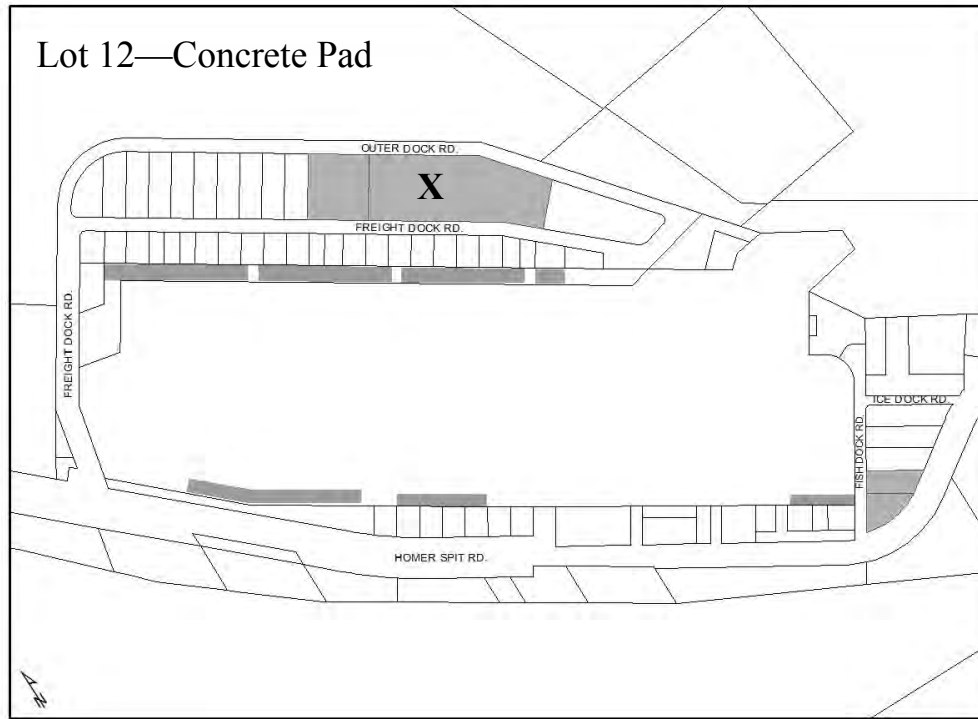 Lot 12—Concrete Pad
OUTER DOCK RD.
X
FREIGHT DOCK RD.
FREIGHT DOCK RD.
ICE DOCK RD.
FISH DOCK RD.
HOMER SPIT RD.
N